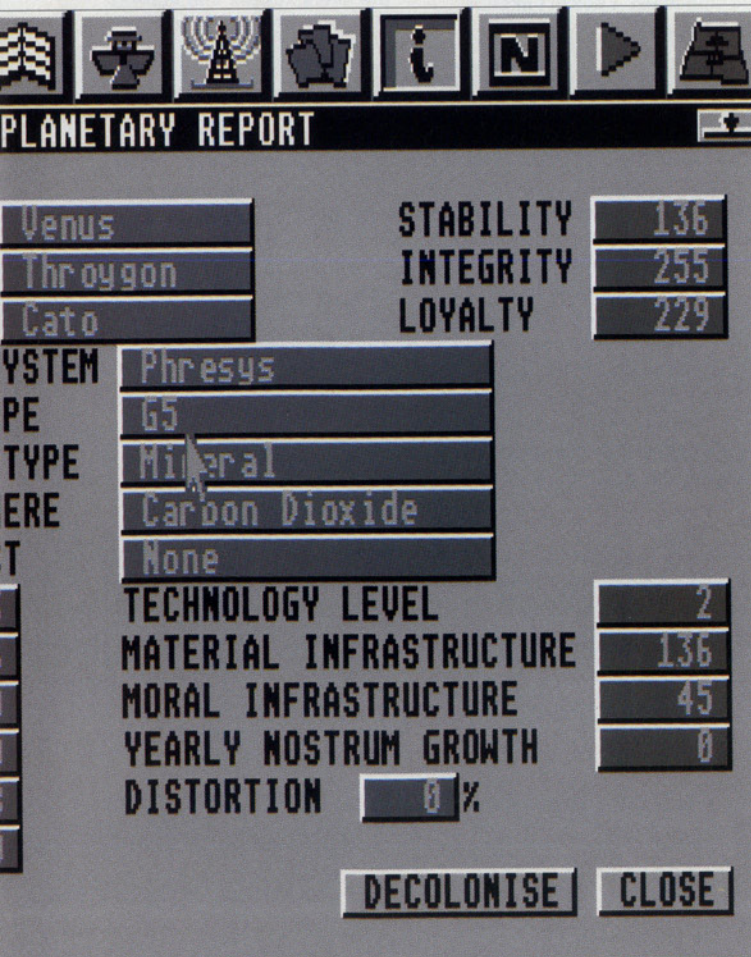 N
PLANETARY REPORT
Venus STABILITY 136
Throygon INTEGRITY 255
Cato LOYALTY 229
YSTEM Phresys
PE G5
TYPE Mineral
ERE Carbon Dioxide
T None
TECHNOLOGY LEVEL 2
MATERIAL INFRASTRUCTURE 136
MORAL INFRASTRUCTURE 45
YEARLY NOSTRUM GROWTH 0
DISTORTION 0 %
DECOLONISE CLOSE